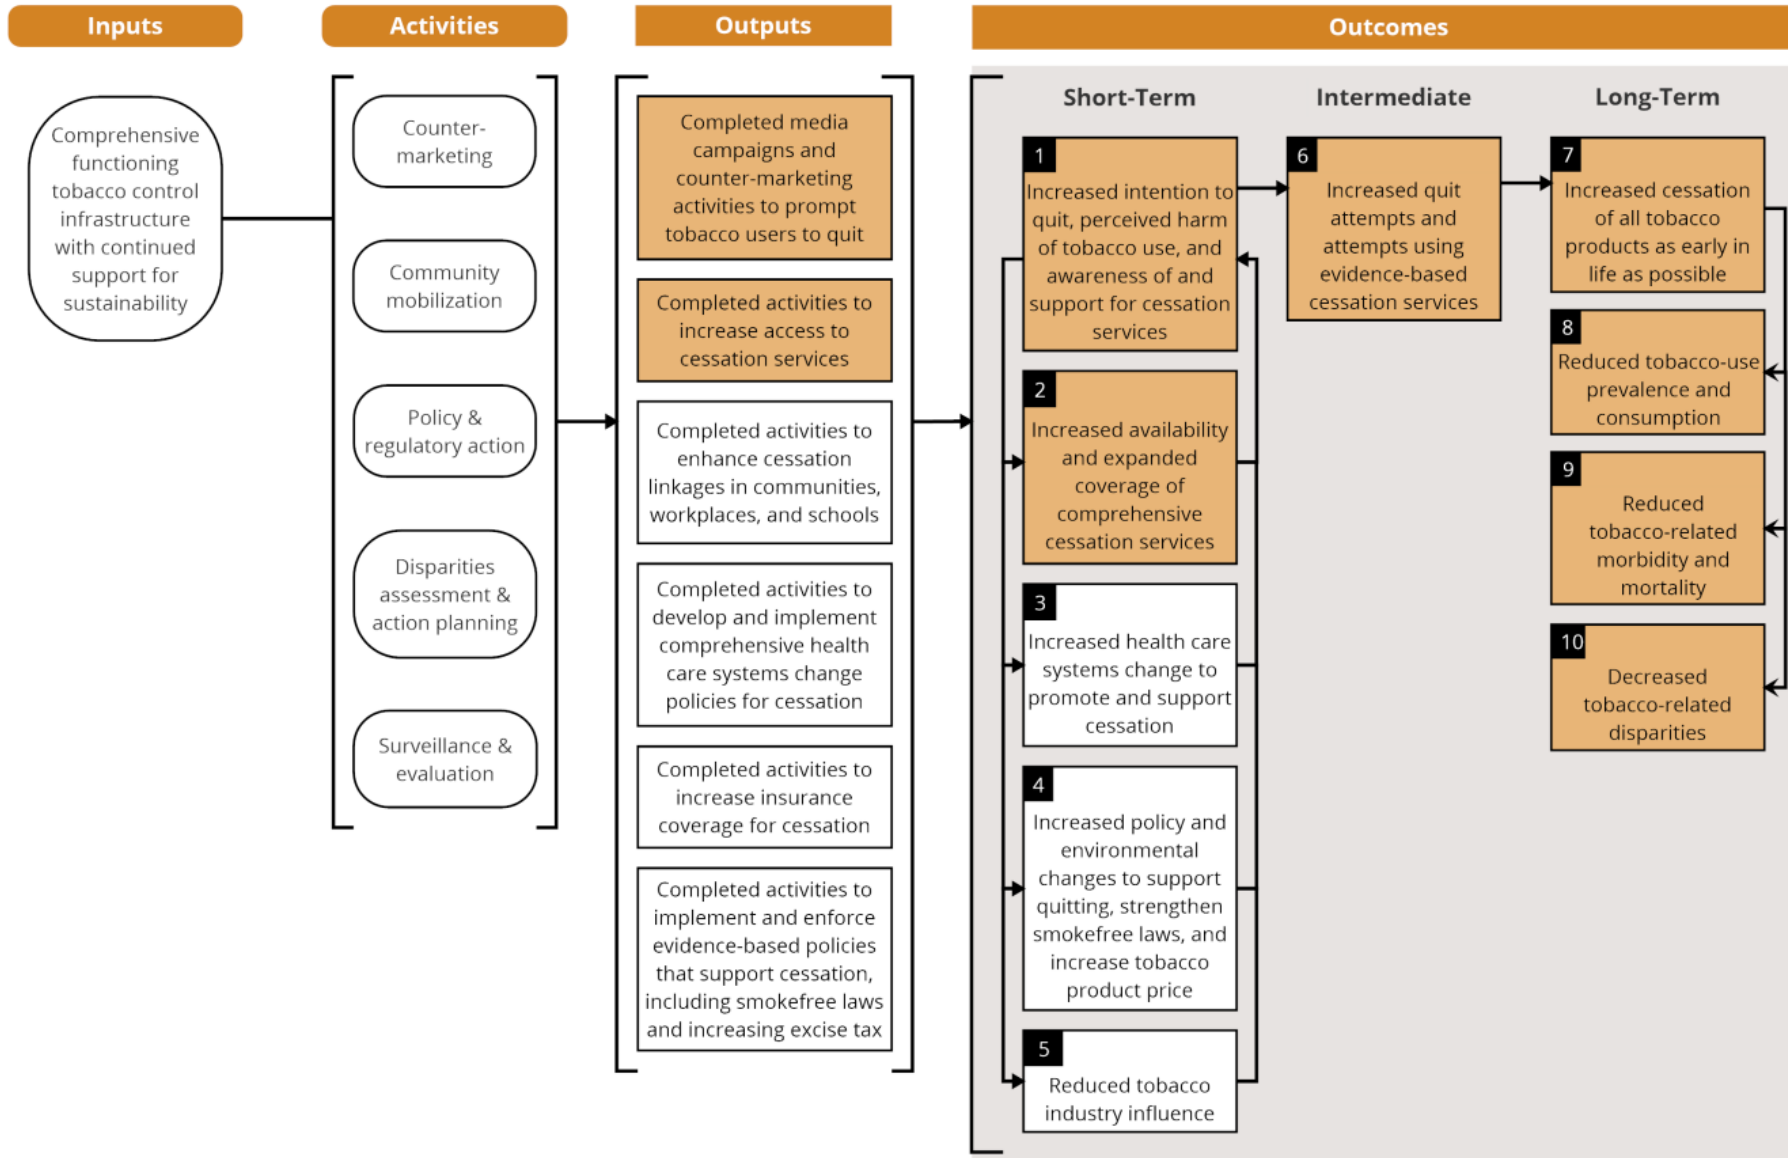 Inputs
Activities
Outputs
Outcomes
Comprehensive
functioning
tobacco control
infrastructure
with continued
support for
sustainability
Counter-
marketing
Community
mobilization
Policy &
regulatory action
Disparities
assessment &
action planning
Surveillance &
evaluation
Completed media
campaigns and
counter-marketing
activities to prompt
tobacco users to quit
Completed activities to
increase access to
cessation services
Completed activities to
enhance cessation
linkages in communities,
workplaces, and schools
Completed activities to
develop and implement
comprehensive health
care systems change
policies for cessation
Completed activities to
increase insurance
coverage for cessation
Completed activities to
implement and enforce
evidence-based policies
that support cessation,
including smokefree laws
and increasing excise tax
Short-Term
1
Increased intention to
quit, perceived harm
of tobacco use, and
awareness of and
support for cessation
services
2
Increased availability
and expanded
coverage of
comprehensive
cessation services
3
Increased health care
systems change to
promote and support
cessation
4
Increased policy and
environmental
changes to support
quitting, strengthen
smokefree laws, and
increase tobacco
product price
5
Reduced tobacco
industry influence
Intermediate
6
Increased quit
attempts and
attempts using
evidence-based
cessation services
Long-Term
7
Increased cessation
of all tobacco
products as early in
life as possible
8
Reduced tobacco-use
prevalence and
consumption
9
Reduced
tobacco-related
morbidity and
mortality
10
Decreased
tobacco-related
disparities